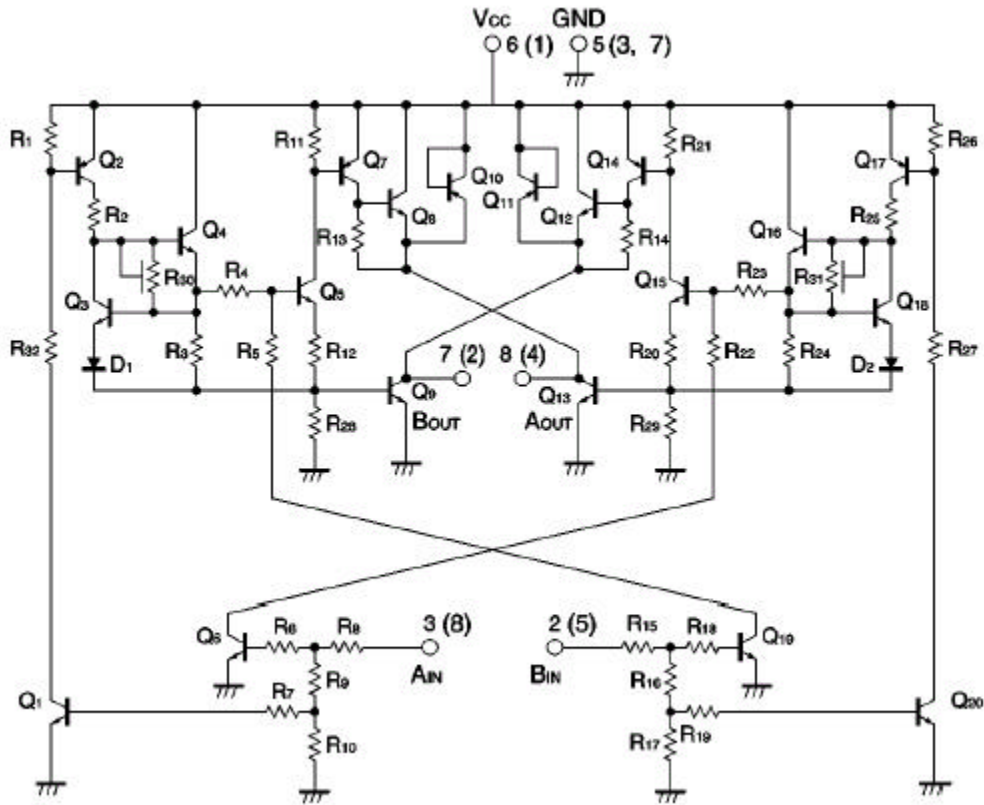 Vcc GND
6 (1) 5 (3, 7)
R1 R11 R21 R26
Q2 Q7 Q10 Q14 Q17
Q11
R2 Q4 Q8 Q12 R25
R13 R14 Q16
R30 R4 Q5 Q15 R23 R31
Q3 Q18
R32 D1 R3 R5 R12 R20 R22 R24 D2 R27
7 (2) 8 (4)
Q9 Q13
BOUT AOUT
R28 R29
3 (8) 2 (5)
Q6 R6 R8 R15 R18 Q19
AIN BIN
R9 R16
Q1 R7 Q20
R10 R17 R19